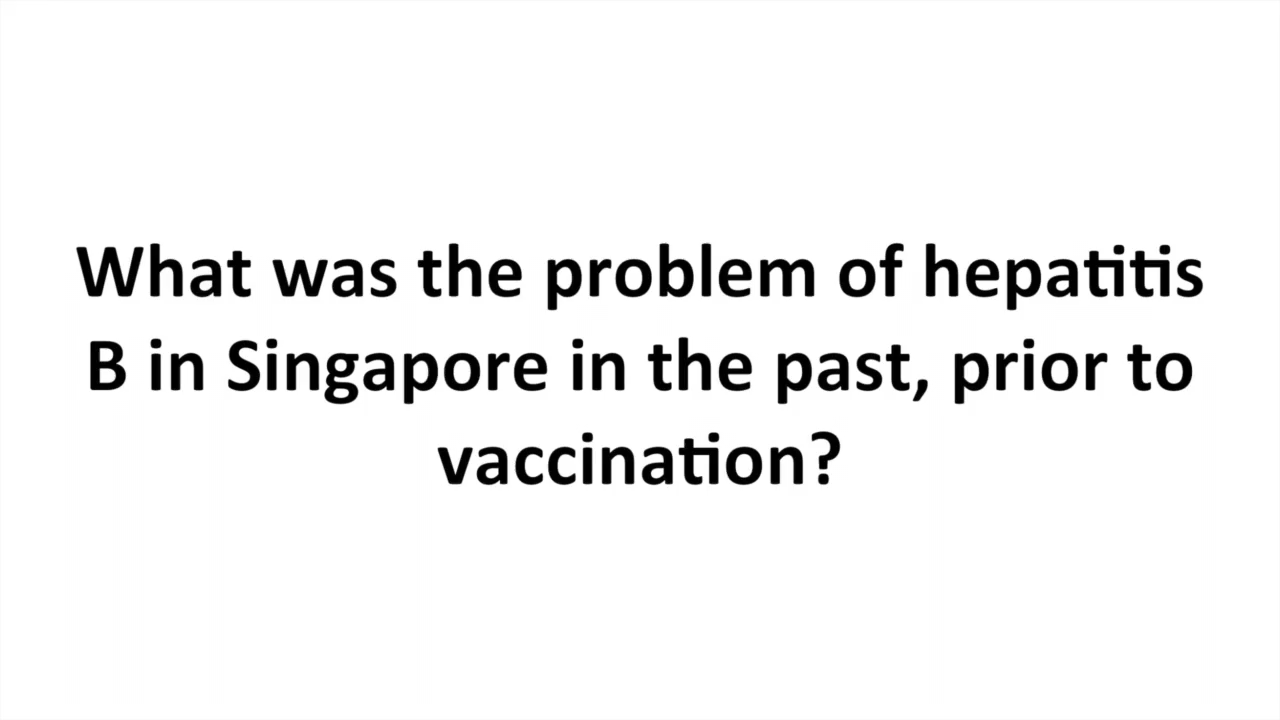 What was the problem of hepatitis
B in Singapore in the past, prior to
vaccination?